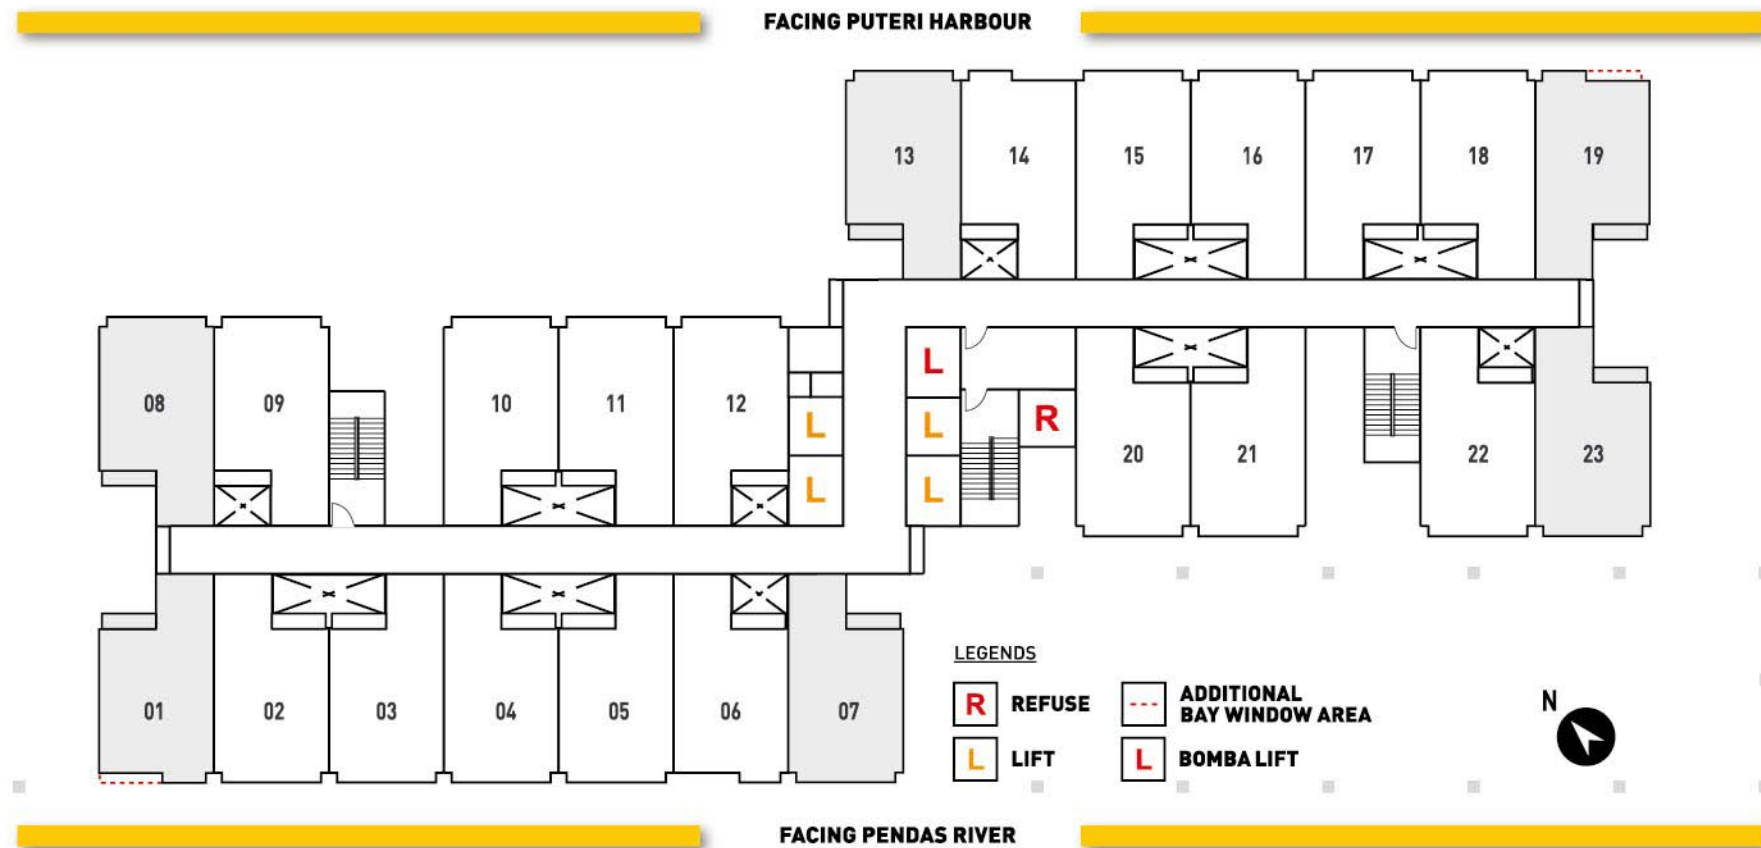 FACING PUTERI HARBOUR
13 14 15 16 17 18 19
08 09 10 11 12 L L
L L R 20 21 22 23
L L
01 02 03 04 05 06 07
LEGENDS
R REFUSE
ADDITIONAL
BAY WINDOW AREA
L LIFT
L BOMBA LIFT
N
FACING PENDAS RIVER